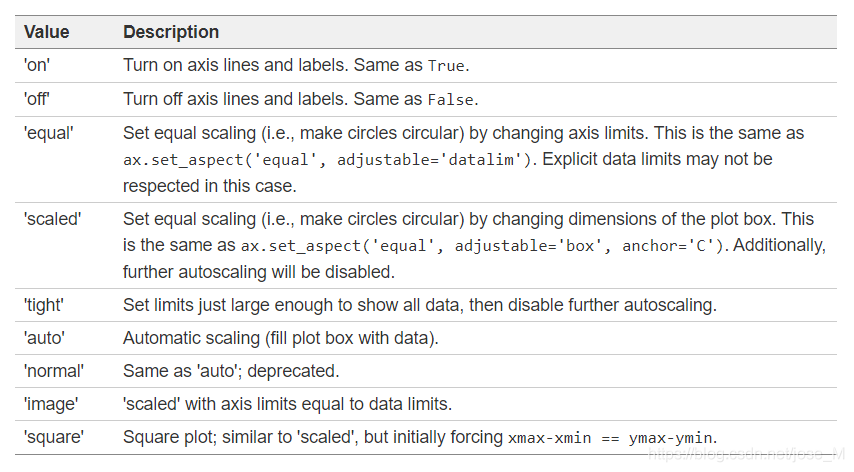 Value Description
'on' Turn on axis lines and labels. Same as True.
'off' Turn off axis lines and labels. Same as False.
'equal' Set equal scaling (i.e., make circles circular) by changing axis limits. This is the same as
ax.set_aspect('equal', adjustable='datalim'). Explicit data limits may not be
respected in this case.
'scaled' Set equal scaling (i.e., make circles circular) by changing dimensions of the plot box. This
is the same as ax.set_aspect('equal', adjustable='box', anchor='C'). Additionally,
further autoscaling will be disabled.
'tight' Set limits just large enough to show all data, then disable further autoscaling.
'auto' Automatic scaling (fill plot box with data).
'normal' Same as 'auto'; deprecated.
'image' 'scaled' with axis limits equal to data limits.
'square' Square plot; similar to 'scaled', but initially forcing xmax-xmin == ymax-ymin.
https://blog.csdn.net/jose_M